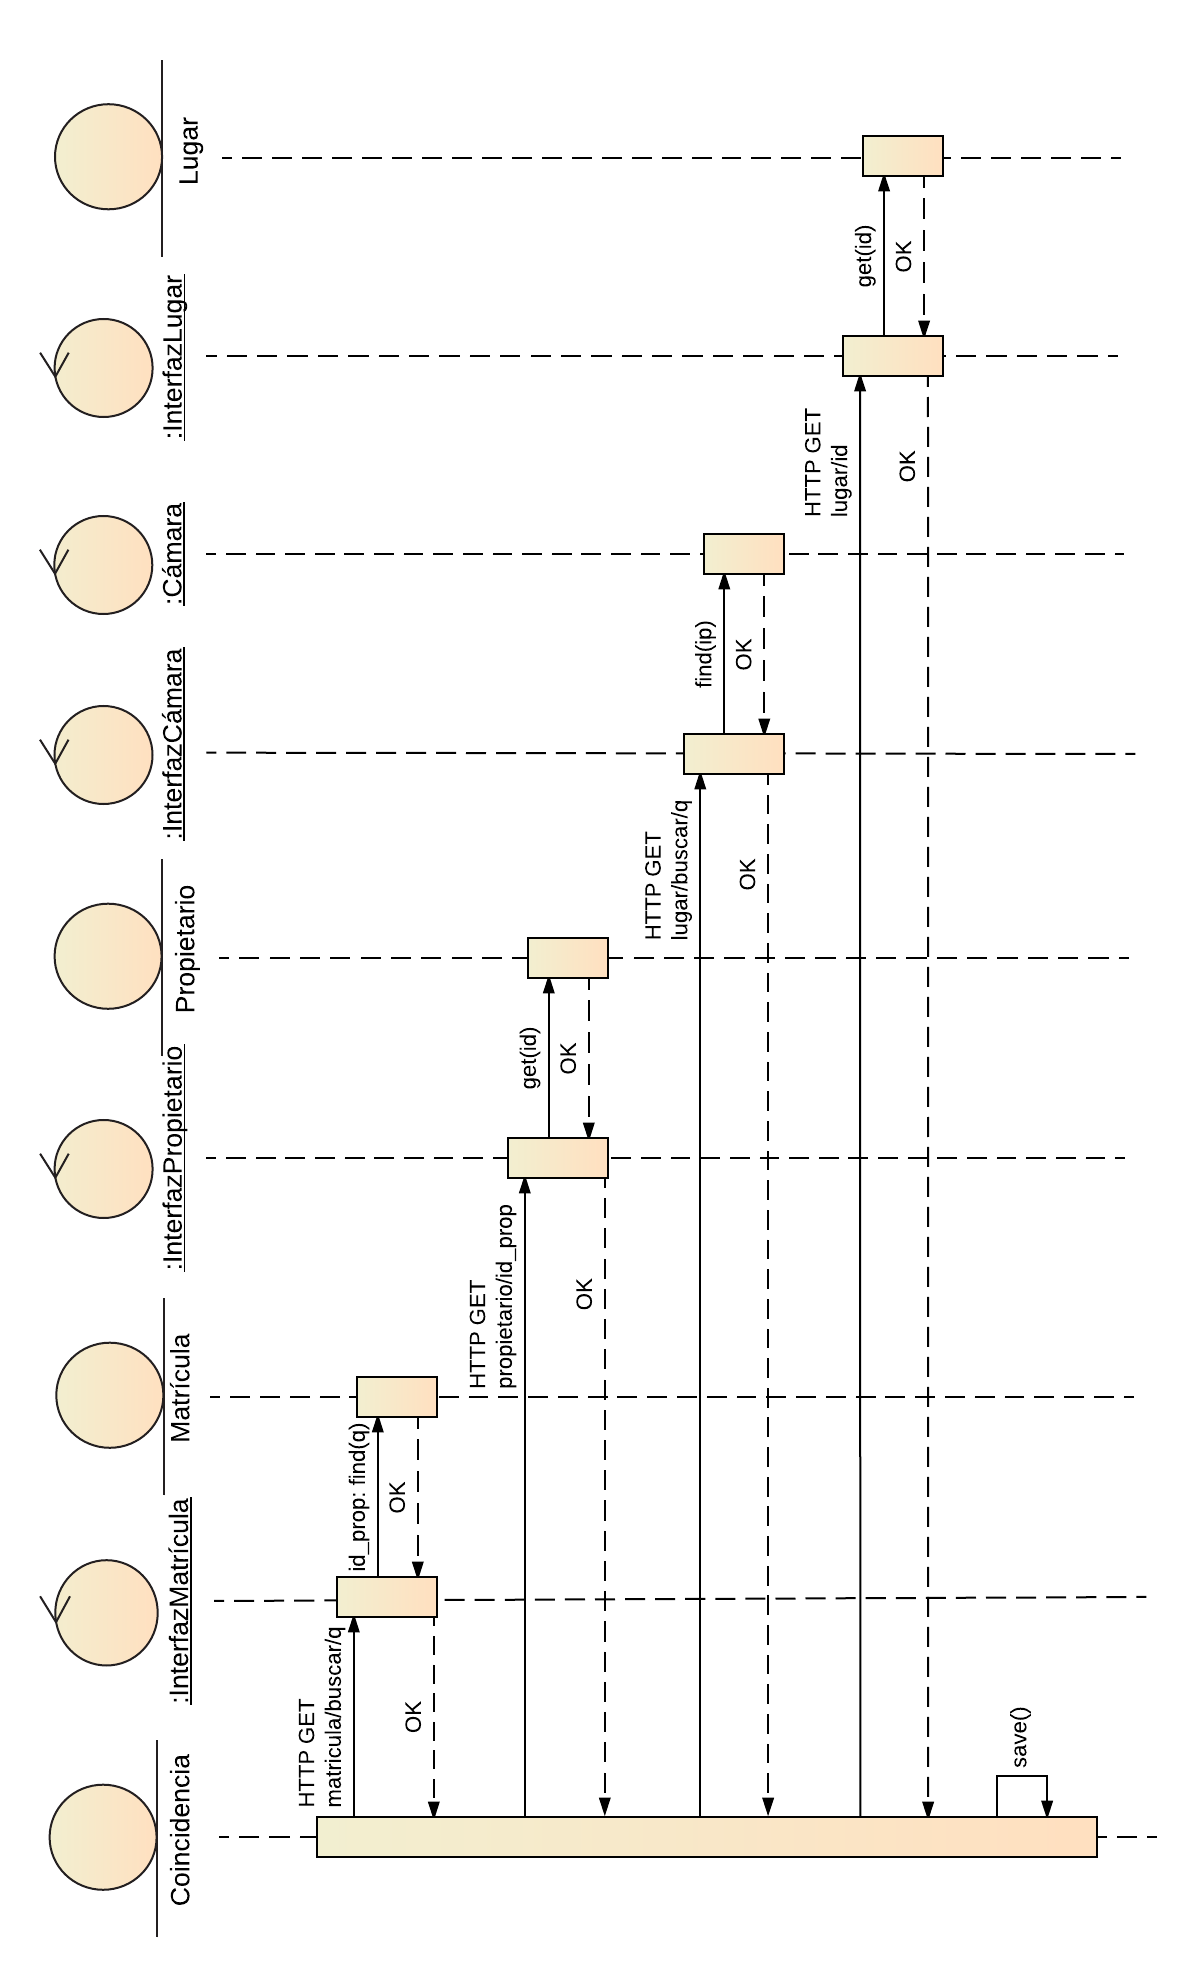 Coincidencia
:InterfazMatrícula
Matrícula
:InterfazPropietario
Propietario
:InterfazCámara
:Cámara
:InterfazLugar
Lugar
HTTP GET
matricula/buscar/q
id_prop: find(q)
OK
OK
HTTP GET
propietario/id_prop
get(id)
OK
OK
HTTP GET
lugar/buscar/q
find(ip)
OK
OK
HTTP GET
lugar/id
get(id)
OK
OK
save()